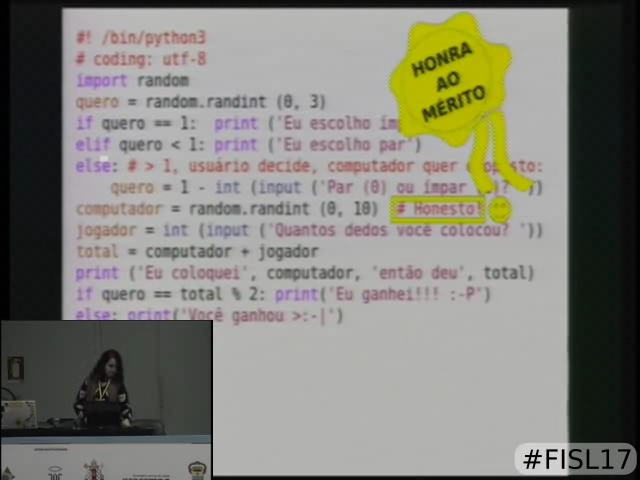 #! /bin/python3
# coding: utf-8
import random
quero = random.randint (0, 3)
if quero == 1:  print ('Eu escolho ím
elif quero < 1: print ('Eu escolho par')
else: # > 1, usuário decide, computador quer oposto:
quero = 1 - int (input ('Par (0) ou ímpar ? '))
computador = random.randint (0, 10) # Honesto!
jogador = int (input ('Quantos dedos você colocou? '))
total = computador + jogador
print ('Eu coloquei', computador, 'então deu', total)
if quero == total % 2: print('Eu ganhei!!! :-P')
else: print('Você ganhou >:-|')
HONRA
AO
MÉRITO
#FISL17